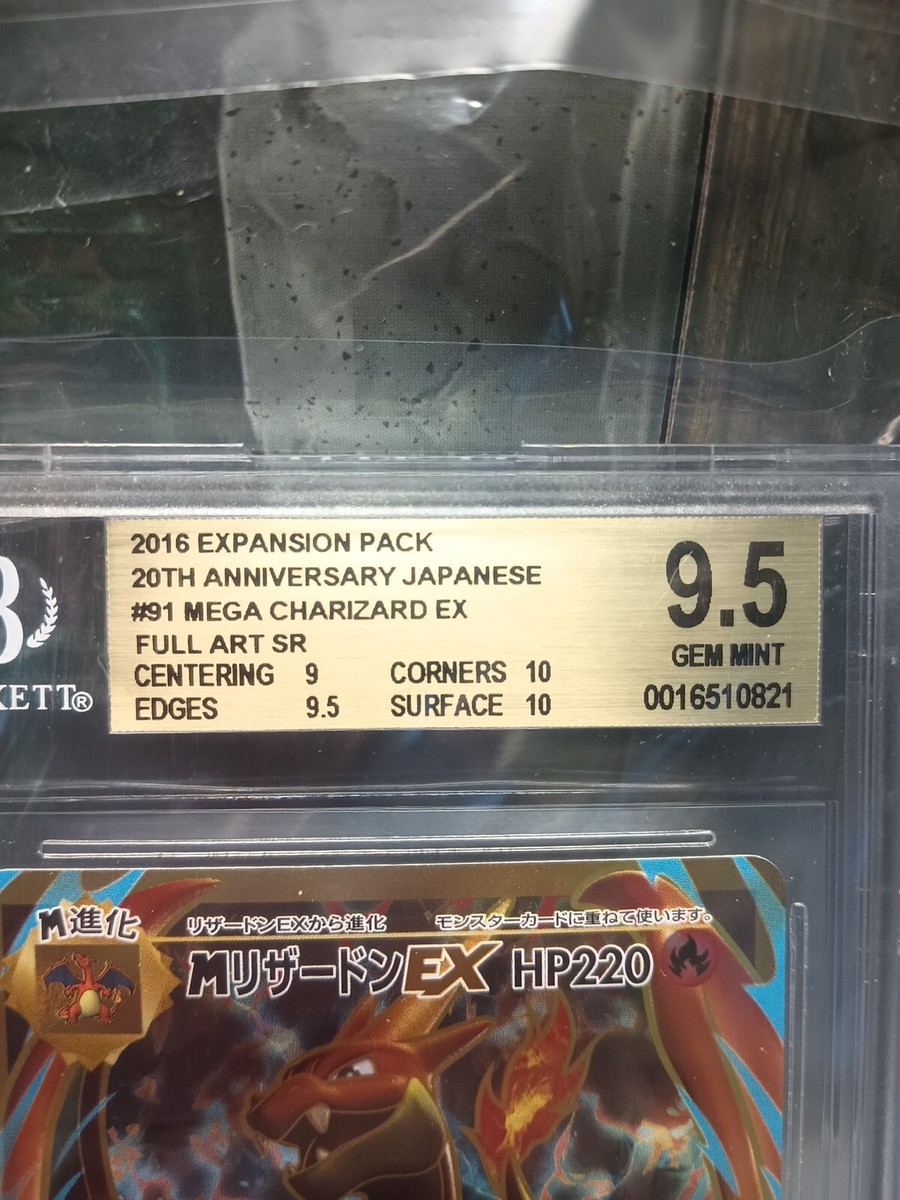 2016 EXPANSION PACK
20TH ANNIVERSARY JAPANESE
#91 MEGA CHARIZARD EX
FULL ART SR
CENTERING 9 CORNERS 10
EDGES 9.5 SURFACE 10
9.5
GEM MINT
0016510821
KETT®
M進化
リザードンEXから進化 モンスターカードに重ねて使います。
MリザードンEX HP220